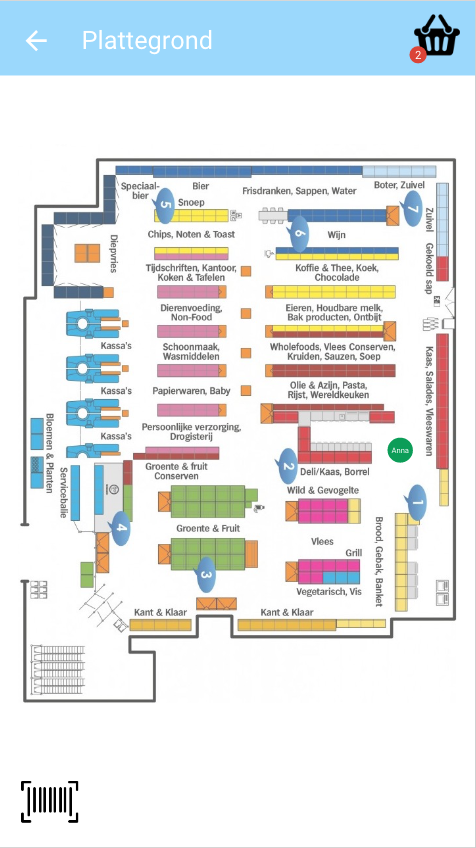 Plattegrond
2
Speciaal-
bier
Bier
Frisdranken, Sappen, Water
Boter, Zuivel
5
Snoep
7
Zuivel
Chips, Noten & Toast
6
Wijn
Diepvries
Gekoeld sap
Tijdschriften, Kantoor,
Koken & Tafelen
Koffie & Thee, Koek,
Chocolade
Dierenvoeding,
Non-Food
Eieren, Houdbare melk,
Bak producten, Ontbijt
Kassa's
Schoonmaak,
Wasmiddelen
Wholefoods, Vlees Conserven,
Kruiden, Sauzen, Soep
Kaas, Salades, Vleeswaren
Kassa's
Papierwaren, Baby
Olie & Azijn, Pasta,
Rijst, Wereldkeuken
Bloemen & Planten
Kassa's
Persoonlijke verzorging,
Drogisterij
Anna
Servicebalie
Groente & fruit
Conserven
2
Deli/Kaas, Borrel
Wild & Gevogelte
1
4
Groente & Fruit
Brood, Gebak, Banket
Vlees
Grill
3
Vegetarisch, Vis
Kant & Klaar
Kant & Klaar